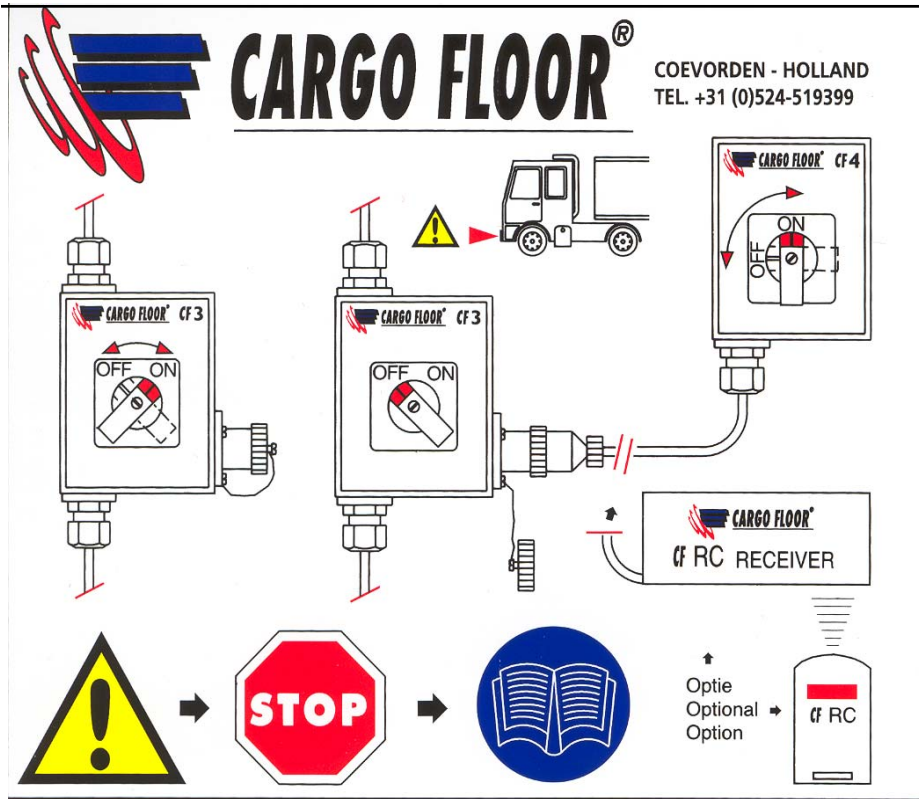 CARGO FLOOR®
COEVORDEN - HOLLAND
TEL. +31 (0)524-519399
CARGO FLOOR® CF 4
ON
OFF
CARGO FLOOR® CF 3
OFF ON
CARGO FLOOR® CF 3
OFF ON
CARGO FLOOR®
CF RC RECEIVER
STOP
Optie
Optional
Option
CF RC